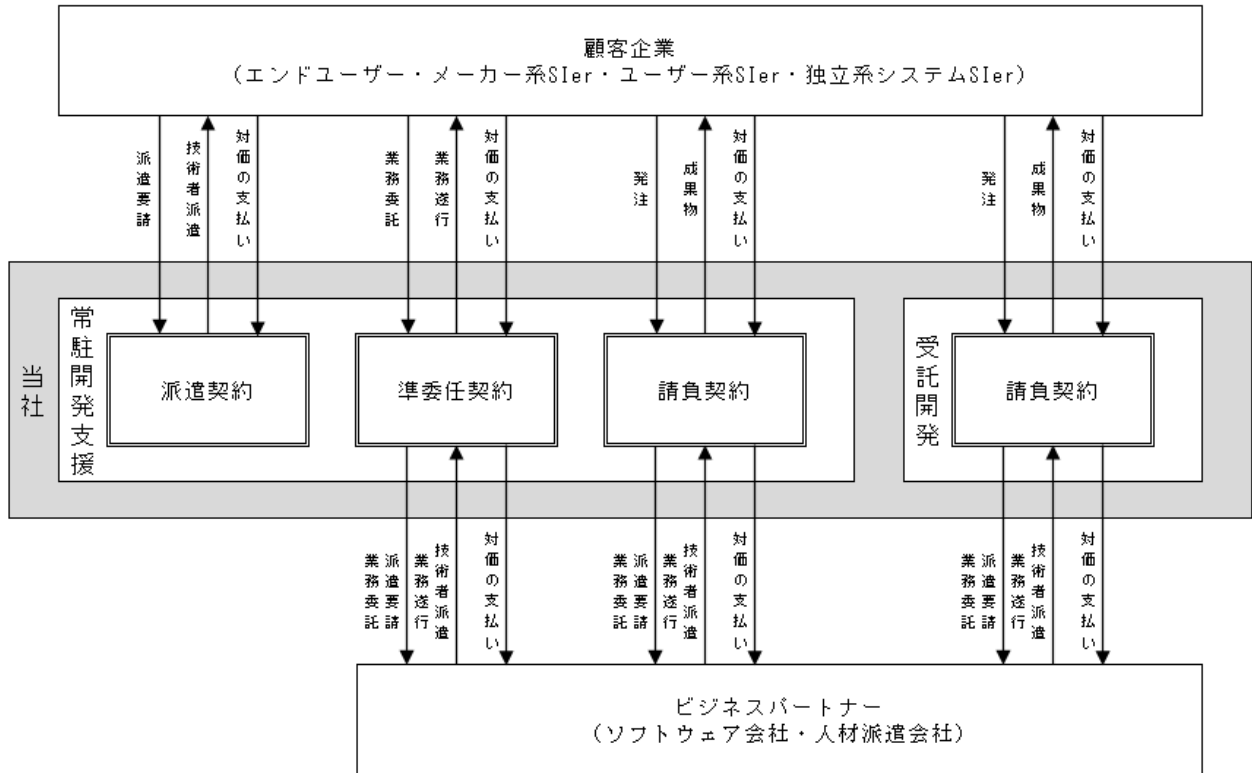 顧客企業
(エンドユーザー・メーカー系SIer・ユーザー系SIer・独立系システムSIer)
派遣要請
技術者派遣
対価の支払い
業務委託
業務遂行
対価の支払い
発注
成果物
対価の支払い
発注
成果物
対価の支払い
当社
常駐開発支援
派遣契約
準委任契約
請負契約
受託開発
請負契約
業務委託
派遣要請
業務遂行
技術者派遣
対価の支払い
業務委託
派遣要請
業務遂行
技術者派遣
対価の支払い
業務委託
派遣要請
業務遂行
技術者派遣
対価の支払い
ビジネスパートナー
(ソフトウェア会社・人材派遣会社)